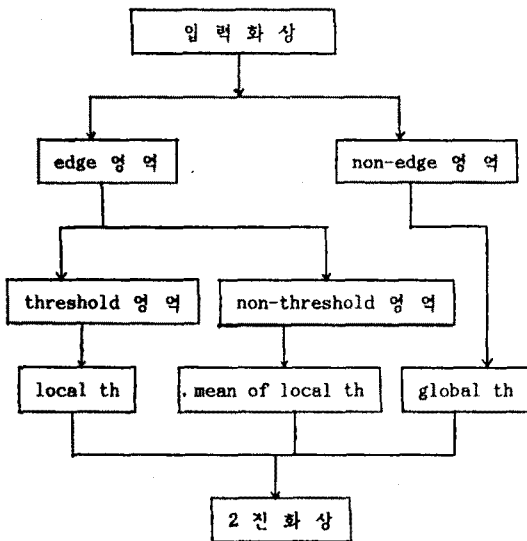 입 력 화 상
edge 영 역
non-edge 영 역
threshold 영 역
non-threshold 영 역
local th
. mean of local th
global th
2 진 화 상